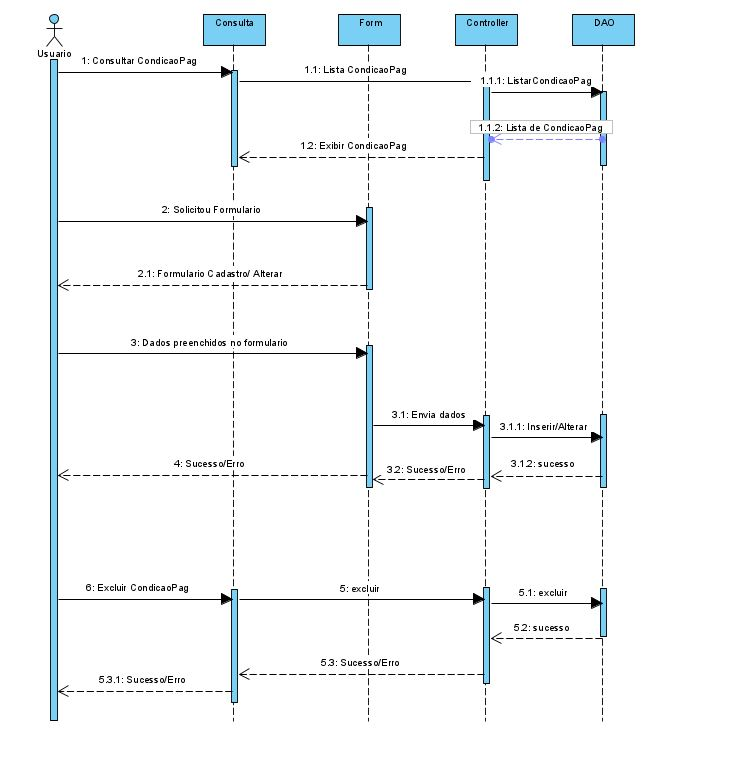 Consulta
Form
Controller
DAO
Usuario
1: Consultar CondicaoPag
1.1: Lista CondicaoPag
1.1.1: ListarCondicaoPag
1.1.2: Lista de CondicaoPag
1.2: Exibir CondicaoPag
2: Solicitou Formulario
2.1: Formulario Cadastro/ Alterar
3: Dados preenchidos no formulario
3.1: Envia dados
3.1.1: Inserir/Alterar
4: Sucesso/Erro
3.2: Sucesso/Erro
3.1.2: sucesso
6: Excluir CondicaoPag
5: excluir
5.1: excluir
5.2: sucesso
5.3: Sucesso/Erro
5.3.1: Sucesso/Erro